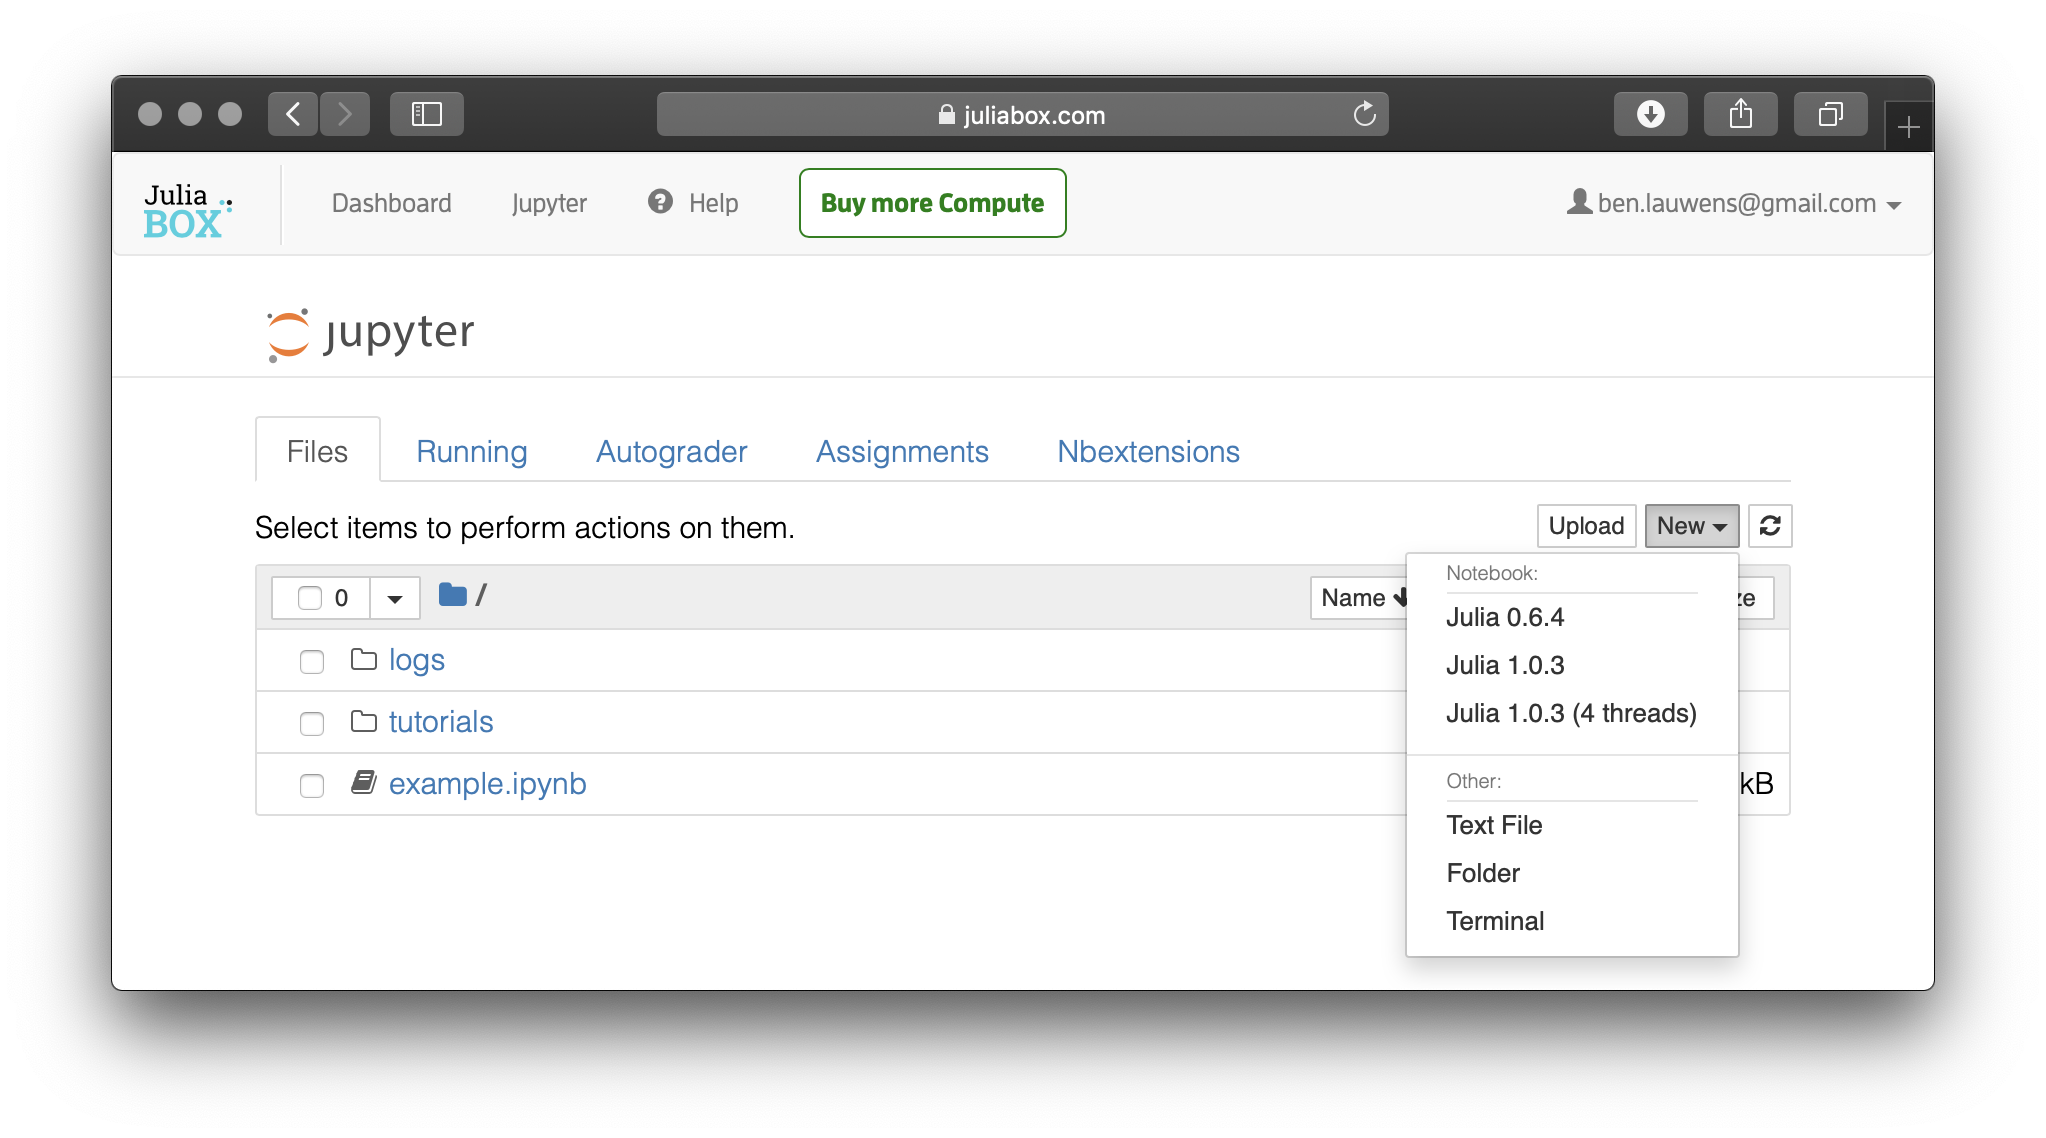 juliabox.com
Julia
BOX
Dashboard Jupyter Help Buy more Compute ben.lauwens@gmail.com
jupyter
Files Running Autograder Assignments Nbextensions
Select items to perform actions on them. Upload New
0 / Name
logs
tutorials
example.ipynb kB
Notebook:
Julia 0.6.4
Julia 1.0.3
Julia 1.0.3 (4 threads)
Other:
Text File
Folder
Terminal